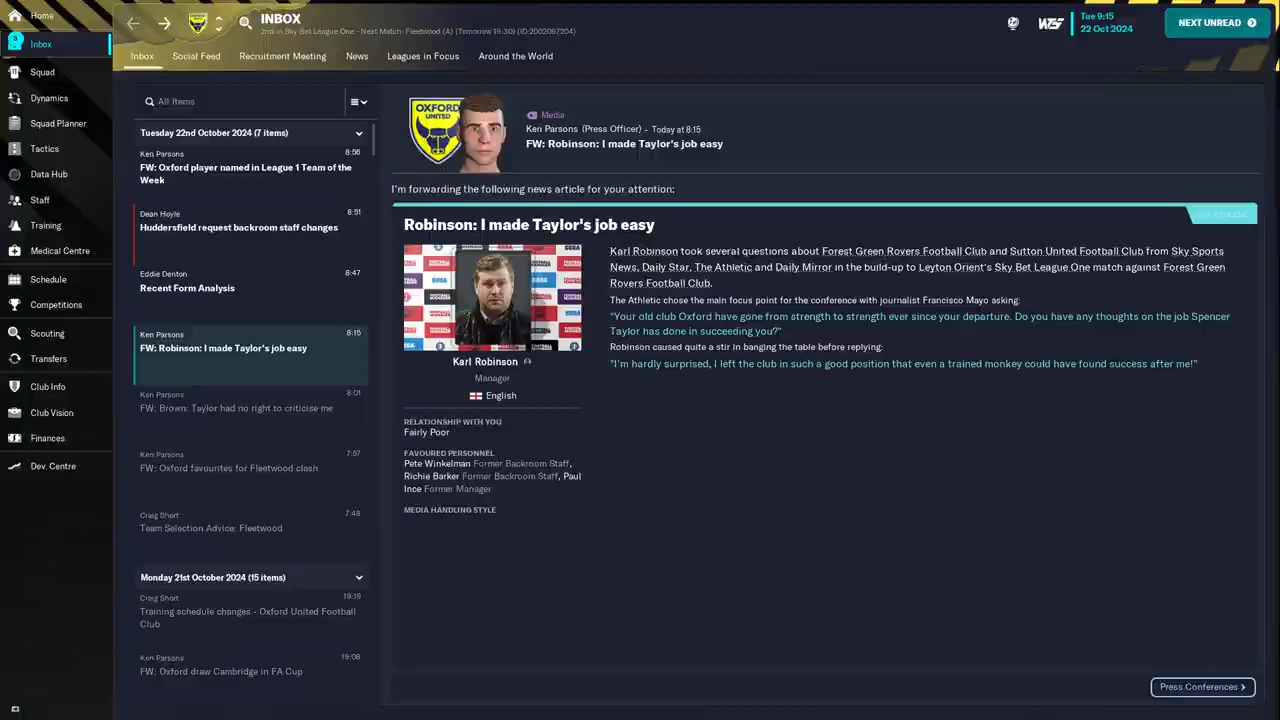 Home
3
Inbox
Squad
Dynamics
Squad Planner
Tactics
Data Hub
Staff
Training
Medical Centre
Schedule
Competitions
Scouting
Transfers
Club Info
Club Vision
Finances
Dev. Centre
INBOX
2nd in Sky Bet League One - Next Match: Fleetwood (A) (Tomorrow 19:30) (ID:2002097204)
Tue 9:15
22 Oct 2024
NEXT UNREAD
Inbox
Social Feed
Recruitment Meeting
News
Leagues in Focus
Around the World
All Items
Tuesday 22nd October 2024 (7 items)
Ken Parsons 8:56
FW: Oxford player named in League 1 Team of the
Week
Dean Hoyle 8:51
Huddersfield request backroom staff changes
Eddie Denton 8:47
Recent Form Analysis
Ken Parsons 8:15
FW: Robinson: I made Taylor's job easy
Ken Parsons 8:01
FW: Brown: Taylor had no right to criticise me
Ken Parsons 7:57
FW: Oxford favourites for Fleetwood clash
Craig Short 7:48
Team Selection Advice: Fleetwood
Monday 21st October 2024 (15 items)
Craig Short 19:19
Training schedule changes - Oxford United Football
Club
Ken Parsons 19:08
FW: Oxford draw Cambridge in FA Cup
OXFORD
UNITED
Media
Ken Parsons (Press Officer) - Today at 8:15
FW: Robinson: I made Taylor's job easy
I'm forwarding the following news article for your attention:
Robinson: I made Taylor's job easy
Karl Robinson
Manager
English
RELATIONSHIP WITH YOU
Fairly Poor
FAVOURED PERSONNEL
Pete Winkelman Former Backroom Staff,
Richie Barker Former Backroom Staff, Paul
Ince Former Manager
MEDIA HANDLING STYLE
Karl Robinson took several questions about Forest Green Rovers Football Club and Sutton United Football Club from Sky Sports
News, Daily Star, The Athletic and Daily Mirror in the build-up to Leyton Orient's Sky Bet League One match against Forest Green
Rovers Football Club.
The Athletic chose the main focus point for the conference with journalist Francisco Mayo asking:
"Your old club Oxford have gone from strength to strength ever since your departure. Do you have any thoughts on the job Spencer
Taylor has done in succeeding you?"
Robinson caused quite a stir in banging the table before replying:
"I'm hardly surprised, I left the club in such a good position that even a trained monkey could have found success after me!"
Press Conferences